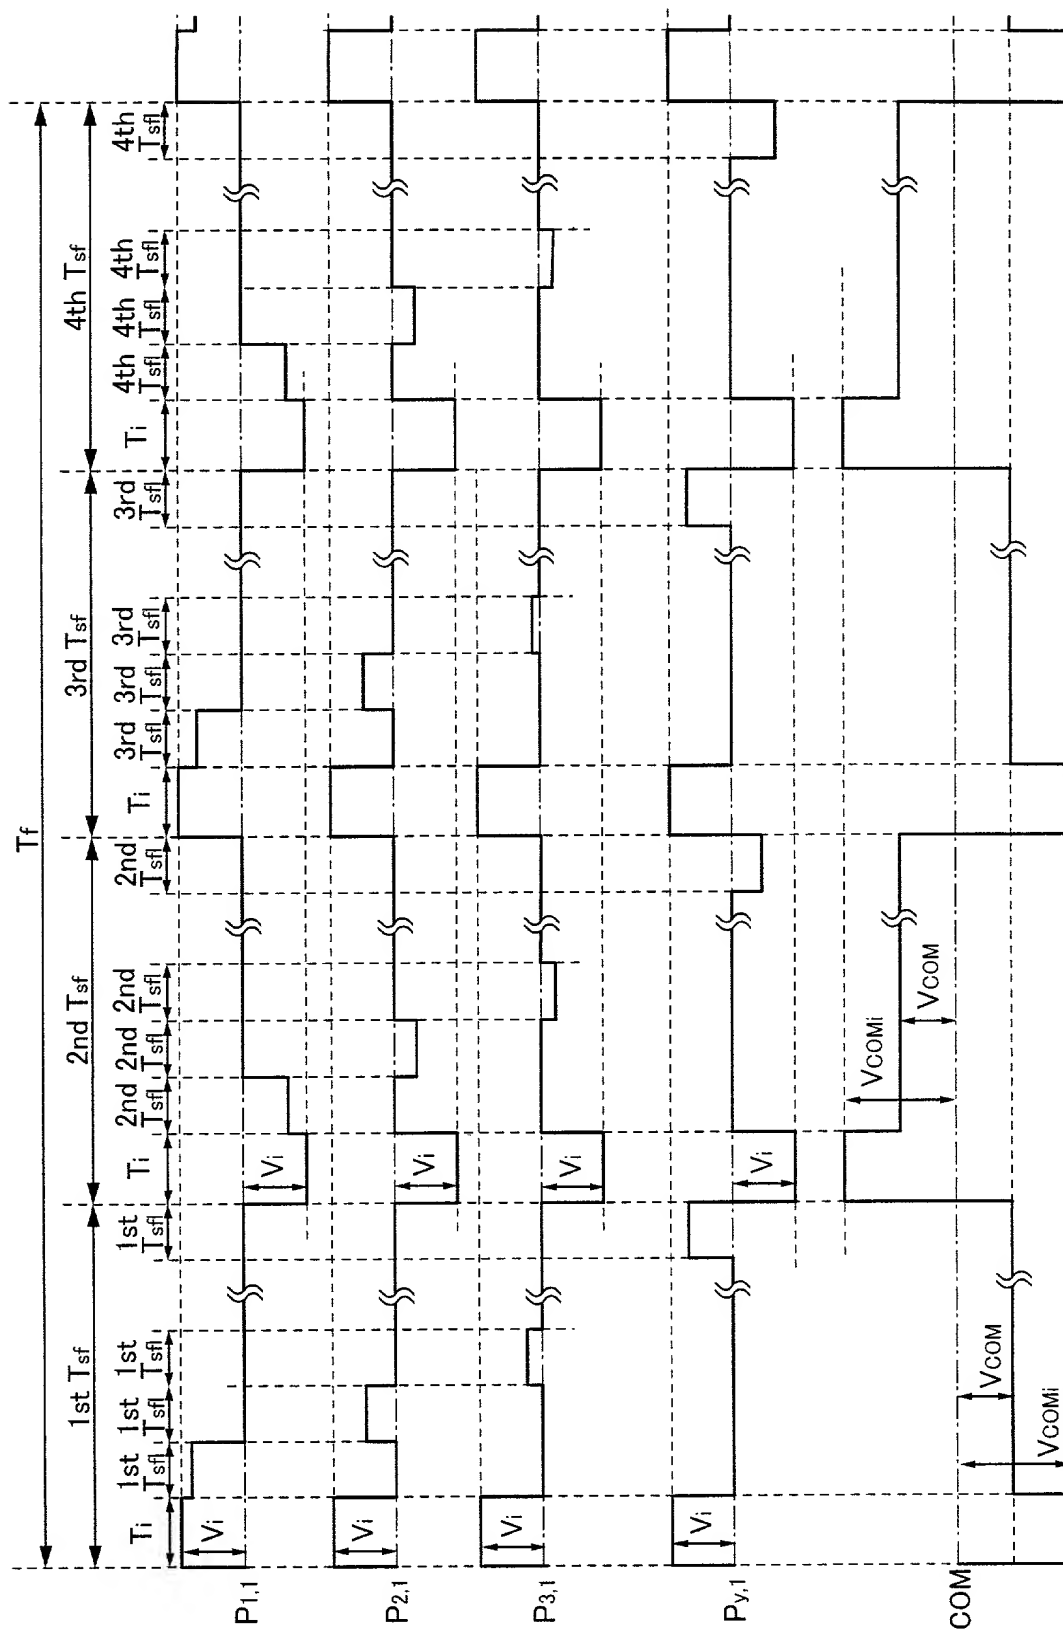 Tf
1st Tsf
2nd Tsf
3rd Tsf
4th Tsf
Ti
1st Tsfl
1st Tsfl
1st Tsfl
1st Tsfl
Ti
2nd Tsfl
2nd Tsfl
2nd Tsfl
2nd Tsfl
Ti
3rd Tsfl
3rd Tsfl
3rd Tsfl
3rd Tsfl
Ti
4th Tsfl
4th Tsfl
4th Tsfl
4th Tsfl
P1,1
Vi
Vi
P2,1
Vi
Vi
P3,1
Vi
Vi
Py,1
Vi
Vi
COM
VCOMi
VCOM
VCOMi
VCOM